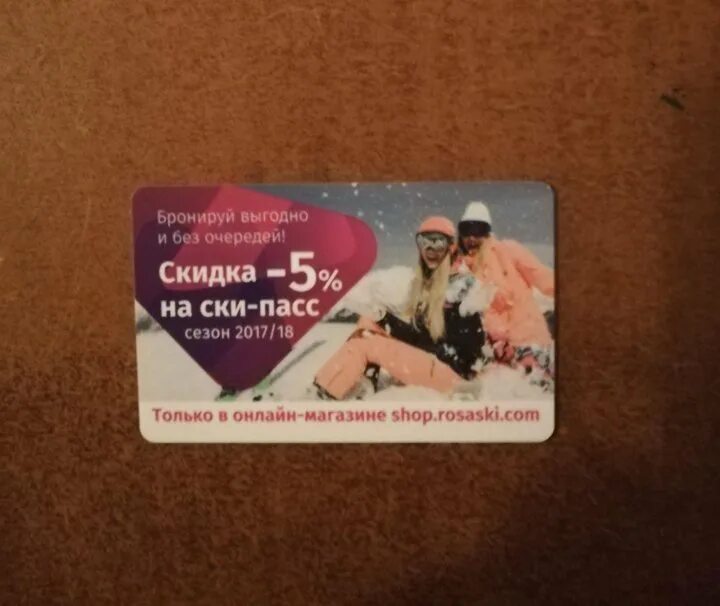 Бронируй выгодно
и без очередей!
Скидка -5%
на ски-пасс
сезон 2017/18
Только в онлайн-магазине shop.rosaski.com